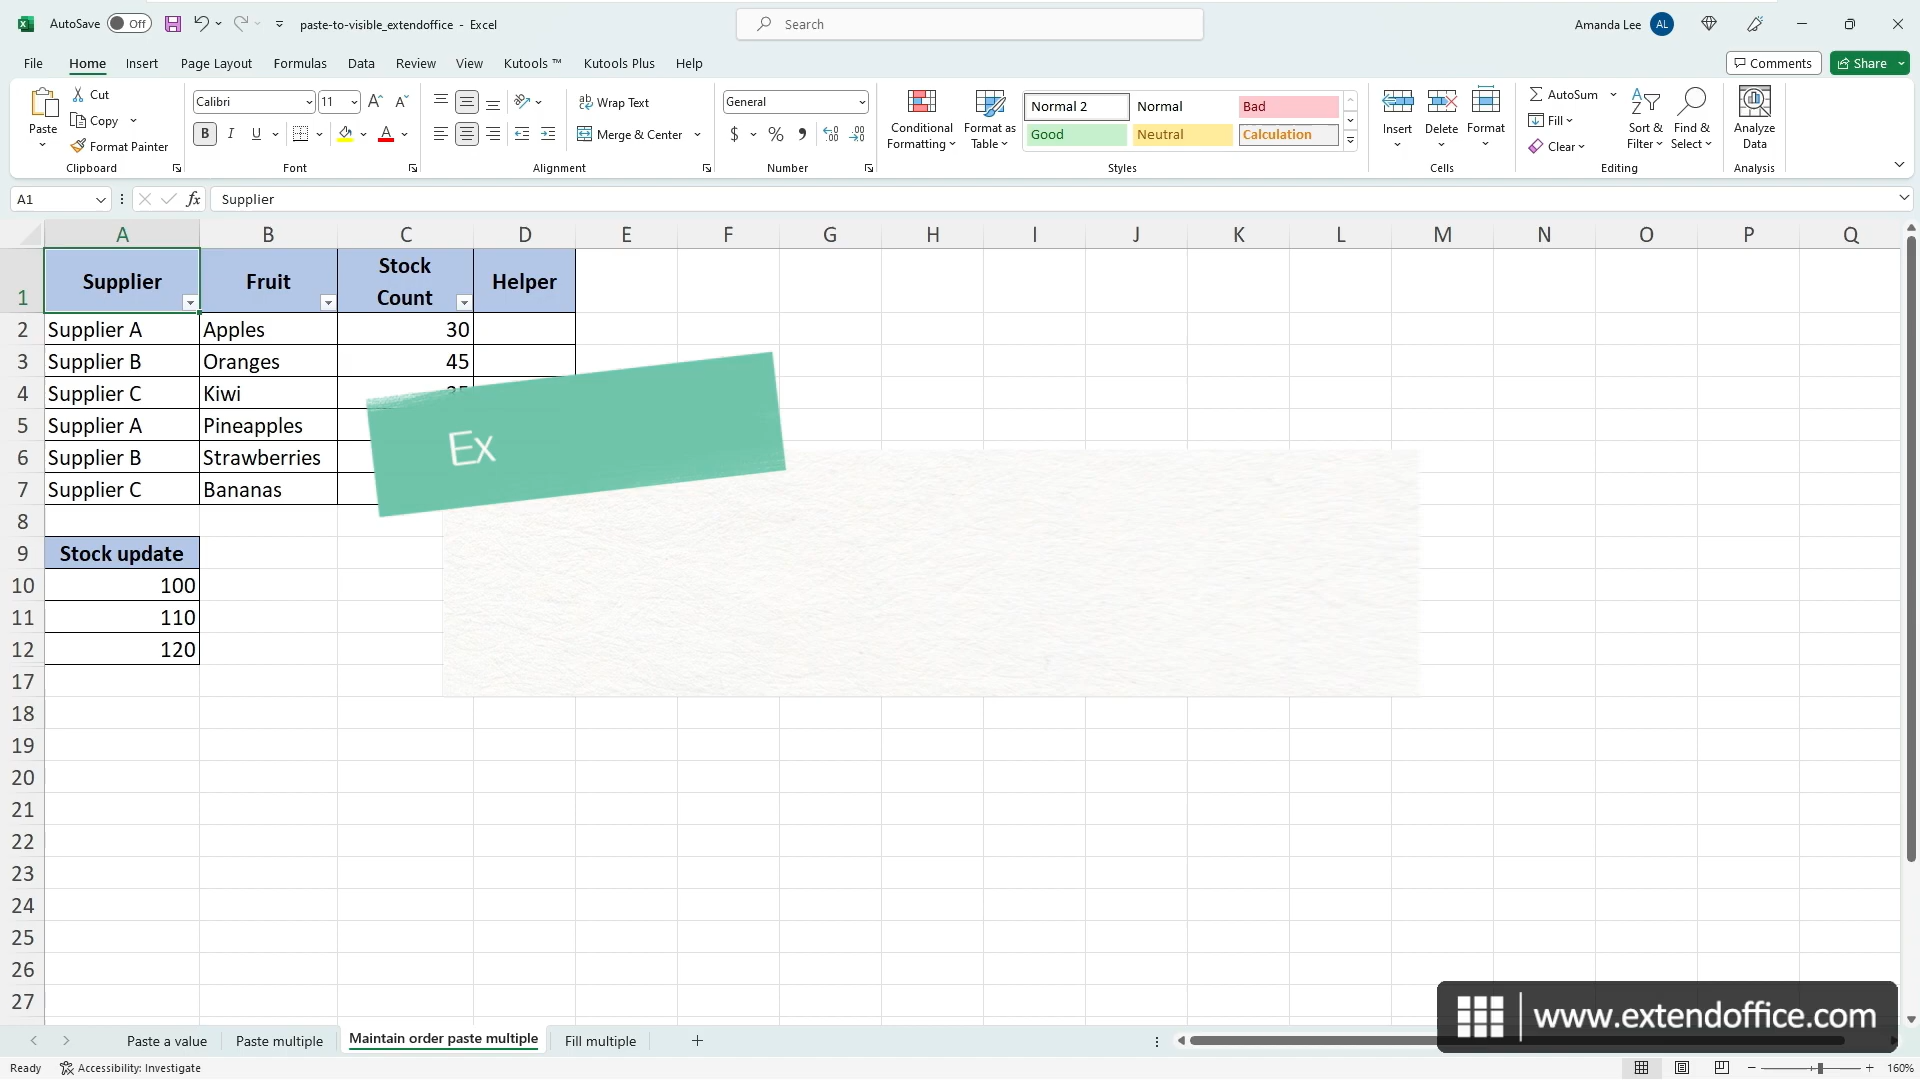 AutoSave Off paste-to-visible_extendoffice - Excel Search Amanda Lee AL
File Home Insert Page Layout Formulas Data Review View Kutools ™ Kutools Plus Help Comments Share
Cut Calibri 11 Wrap Text General Normal 2 Normal Bad AutoSum
Paste Copy B I U Merge & Center $ % Conditional Formatting Format as Table Good Neutral Calculation Insert Delete Format Fill Sort & Filter Find & Select Analyze Data
Format Painter Clear
Clipboard Font Alignment Number Styles Cells Editing Analysis
A1 fx Supplier
A B C D E F G H I J K L M N O P Q
1 Supplier Fruit Stock Count Helper
2 Supplier A Apples 30
3 Supplier B Oranges 45
4 Supplier C Kiwi
5 Supplier A Pineapples
6 Supplier B Strawberries
7 Supplier C Bananas
Ex
8
9 Stock update
10 100
11 110
12 120
17
18
19
20
21
22
23
24
25
26
27
www.extendoffice.com
Paste a value Paste multiple Maintain order paste multiple Fill multiple
Ready Accessibility: Investigate 160%